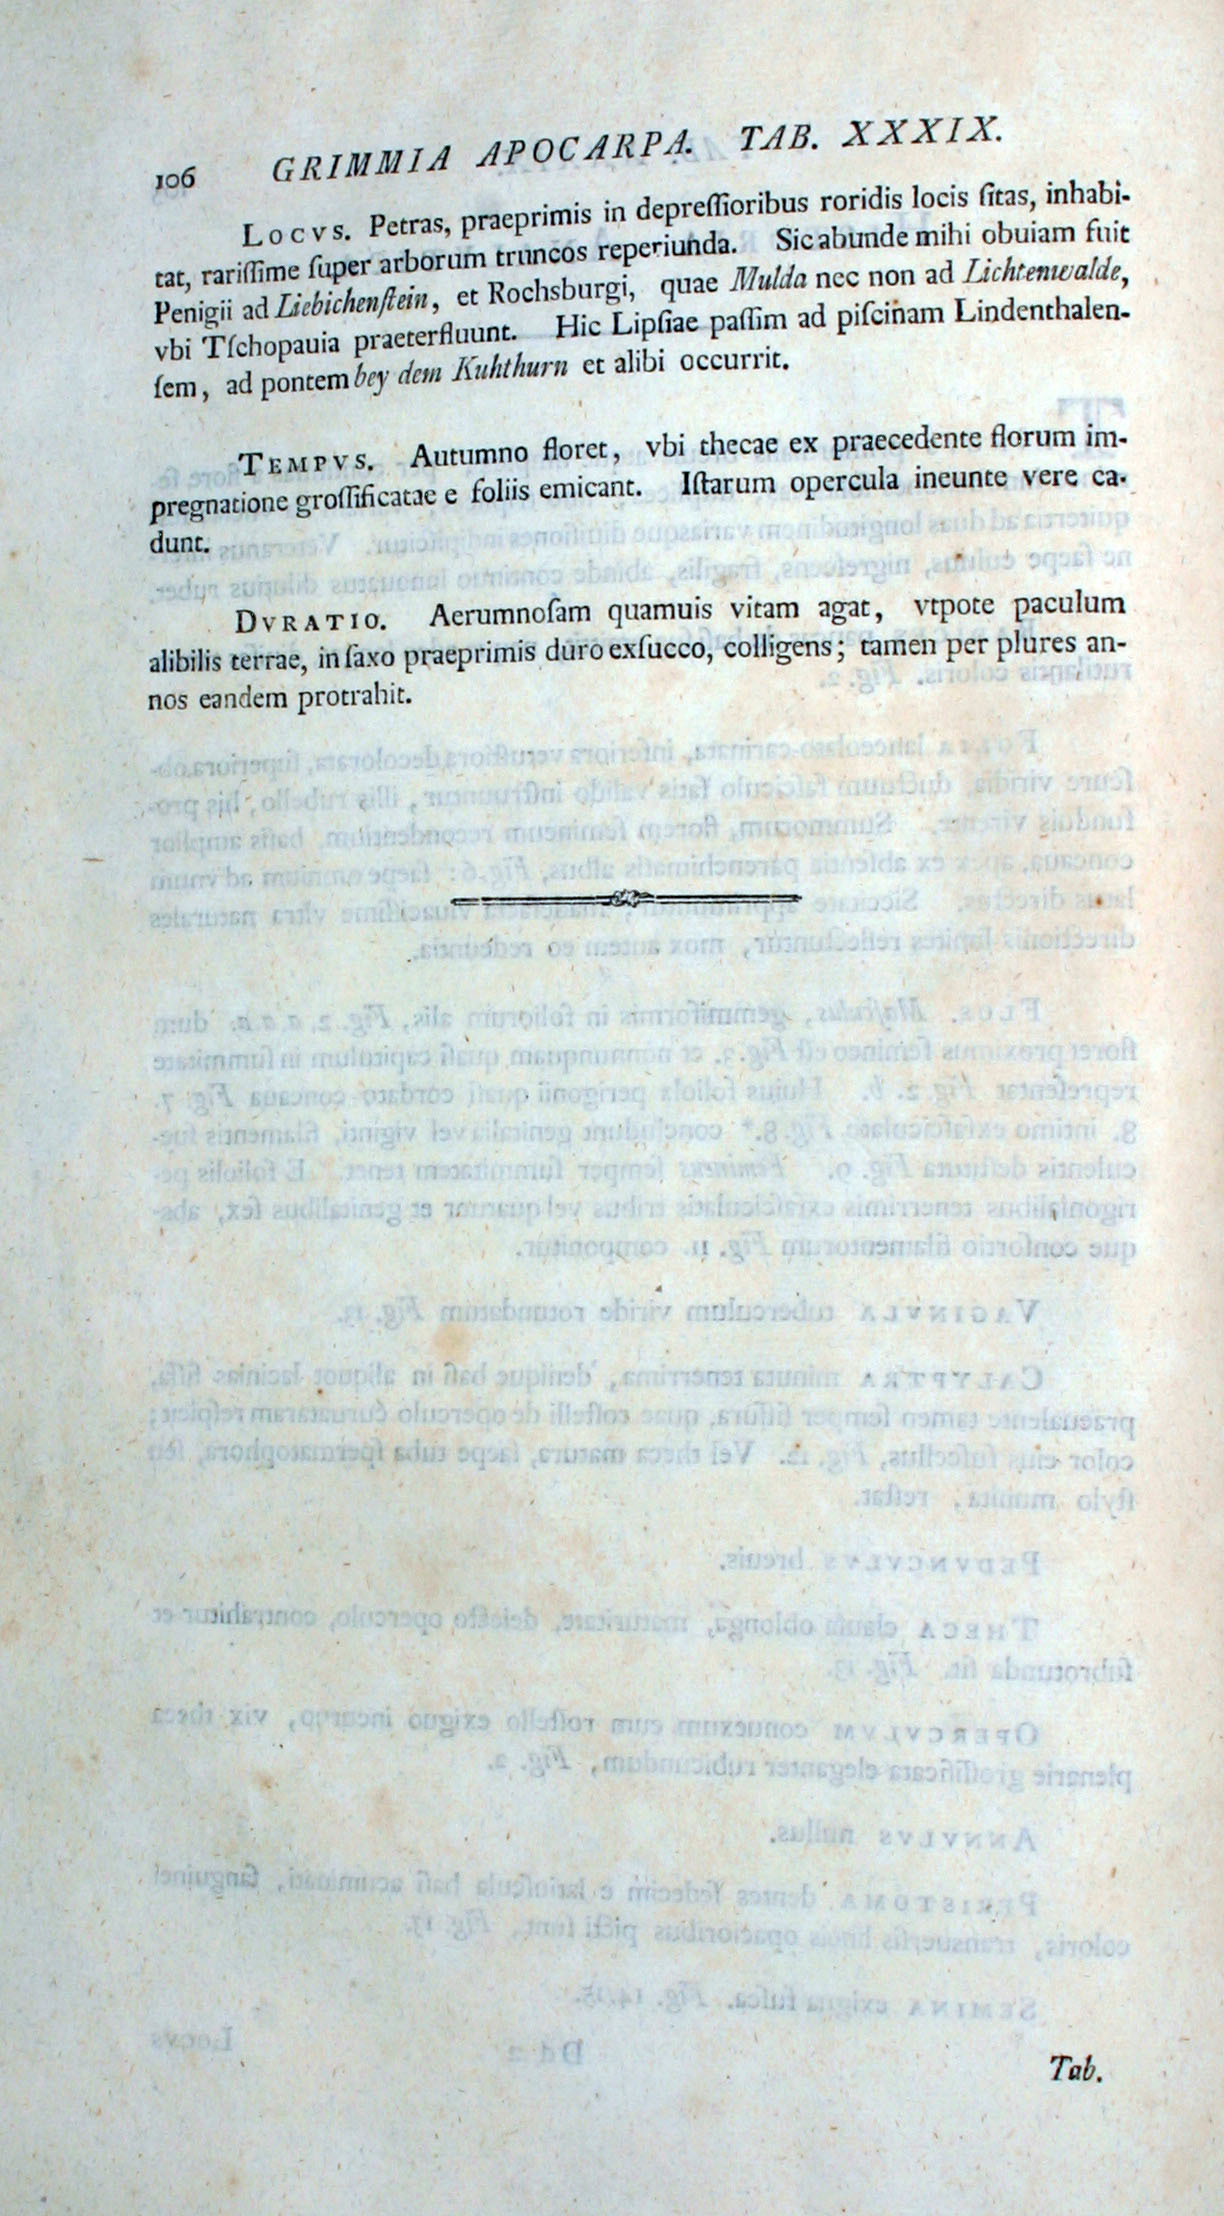 106 GRIMMIA APOCARPA. TAB. XXXIX.
Locvs. Petras, praeprimis in depreſſioribus roridis locis ſitas, inhabi-
tat, rariſſime ſuper arborum truncos reperiunda. Sic abunde mihi obuiam fuit
Penigii ad Liebichenſtein, et Rochsburgi, quae Mulda nec non ad Lichtenwalde,
vbi Tſchopauia praeterfluunt. Hic Lipſiae paſſim ad piſcinam Lindenthalen-
ſem, ad pontem bey dem Kuhthurn et alibi occurrit.
Tempvs. Autumno floret, vbi thecae ex praecedente florum im-
pregnatione groſſificatae e foliis emicant. Iſtarum opercula ineunte vere ca-
dunt.
Dvratio. Aerumnoſam quamuis vitam agat, vtpote paculum
alibilis terrae, in ſaxo praeprimis duro exſucco, colligens; tamen per plures an-
nos eandem protrahit.
Tab.